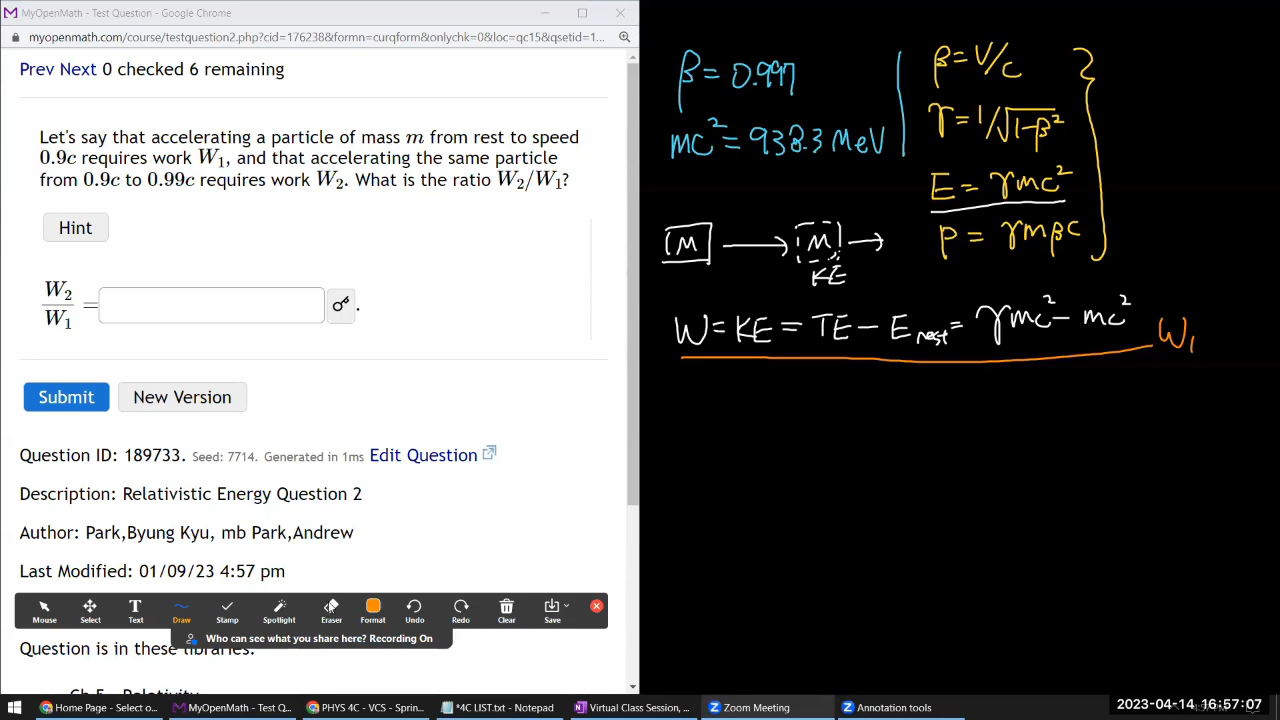 MyOpenMath - Test Question - Google Chrome
myopenmath.com/course/testquestion2.php?cid=176238&formn=curqform&onlychk=0&loc=qc15&qsetid=1...
Prev Next 0 checked 6 remaining
Let's say that accelerating a particle of mass m from rest to speed
0.9c requires work W₁, and that accelerating the same particle
from 0.9c to 0.99c requires work W₂. What is the ratio W₂/W₁?
Hint
W₂/W₁ = .
Submit New Version
Question ID: 189733. Seed: 7714. Generated in 1ms Edit Question
Description: Relativistic Energy Question 2
Author: Park,Byung Kyu, mb Park,Andrew
Last Modified: 01/09/23 4:57 pm
Mouse Select Text Draw Stamp Spotlight Eraser Format Undo Redo Clear Save
Who can see what you share here? Recording On
Question is in these libraries:
Ch 5 - Relativity
β = 0.997
mc² = 938.3 MeV
β = V/c
γ = 1/√1-β²
E = γmc²
p = γmβc
M → M →
KE
W = KE = TE - E rest = γmc² - mc² W₁
Home Page - Select o... MyOpenMath - Test Q... PHYS 4C - VCS - Sprin... *4C LIST.txt - Notepad Virtual Class Session, ... Zoom Meeting Annotation tools
2023-04-14 16:57:07